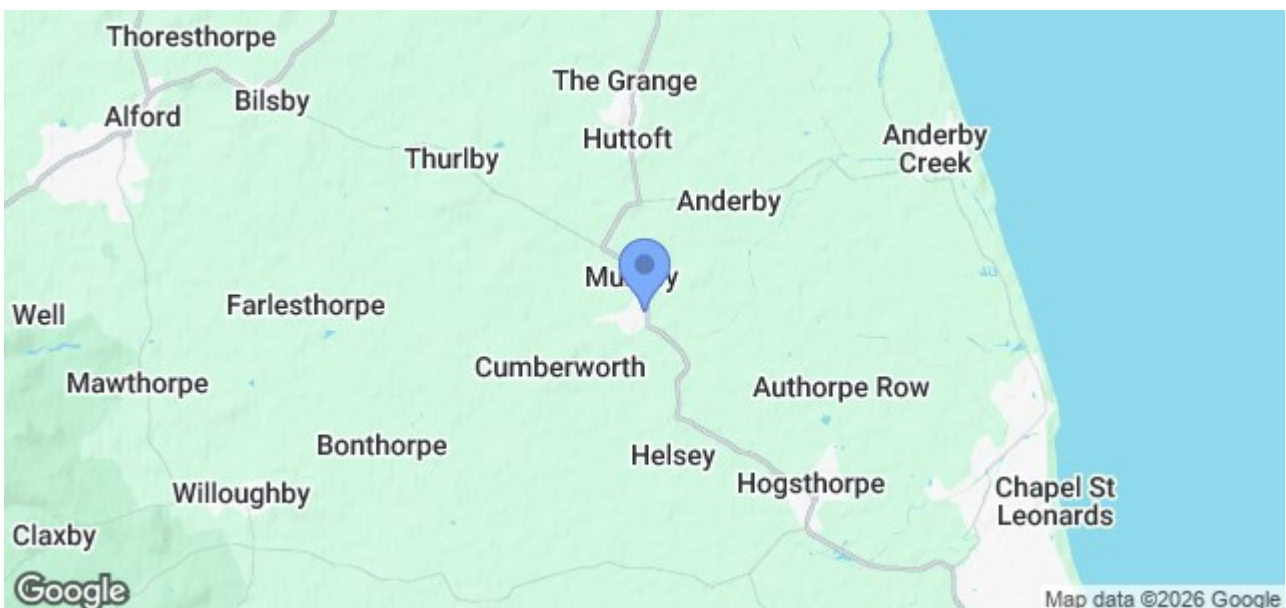 Thoresthorpe
The Grange
Bilsby
Alford
Huttoft
Anderby
Creek
Thurlby
Anderby
Farlesthorpe
Well
Cumberworth
Mawthorpe
Authorpe Row
Bonthorpe
Helsey
Hogsthorpe
Willoughby
Chapel St
Leonards
Claxby
Google
Map data ©2026 Google